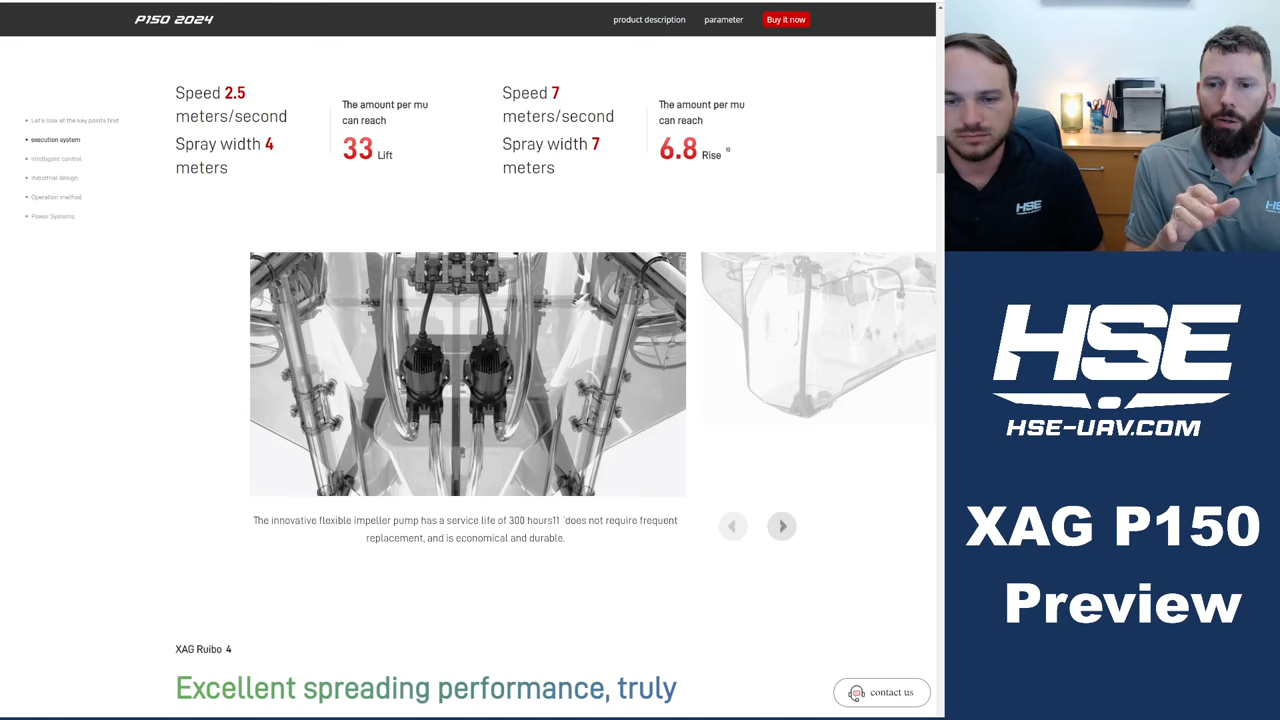 P150 2024
product description
parameter
Buy it now
Let's look at the key points first
execution system
Intelligent control
Industrial design
Operation method
Power Systems
Speed 2.5
meters/second
Spray width 4
meters
The amount per mu
can reach
33 Lift
Speed 7
meters/second
Spray width 7
meters
The amount per mu
can reach
6.8 Rise 10
The innovative flexible impeller pump has a service life of 300 hours11 'does not require frequent
replacement, and is economical and durable.
XAG Ruibo 4
Excellent spreading performance, truly
contact us
HSE
HSE
HSE
HSE-UAV.COM
XAG P150
Preview